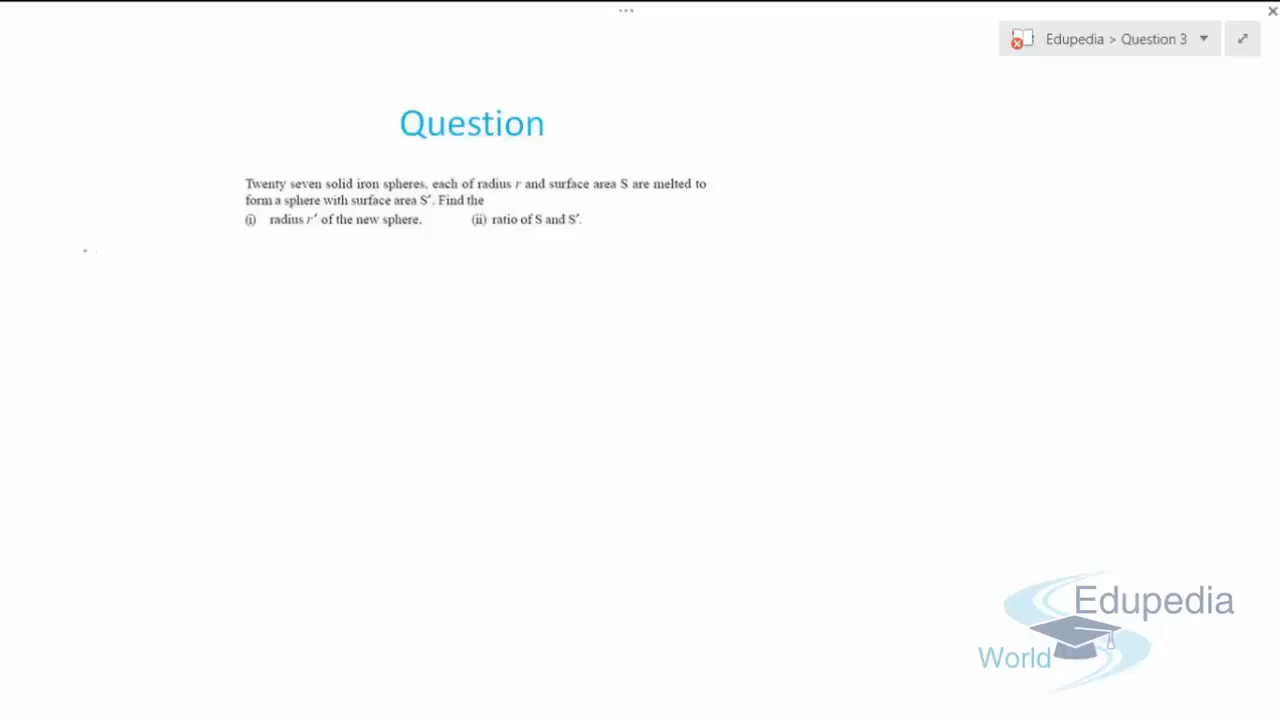 Edupedia > Question 3
Question
Twenty seven solid iron spheres, each of radius r and surface area S are melted to
form a sphere with surface area S′. Find the
(i) radius r′ of the new sphere, (ii) ratio of S and S′.
Edupedia
World